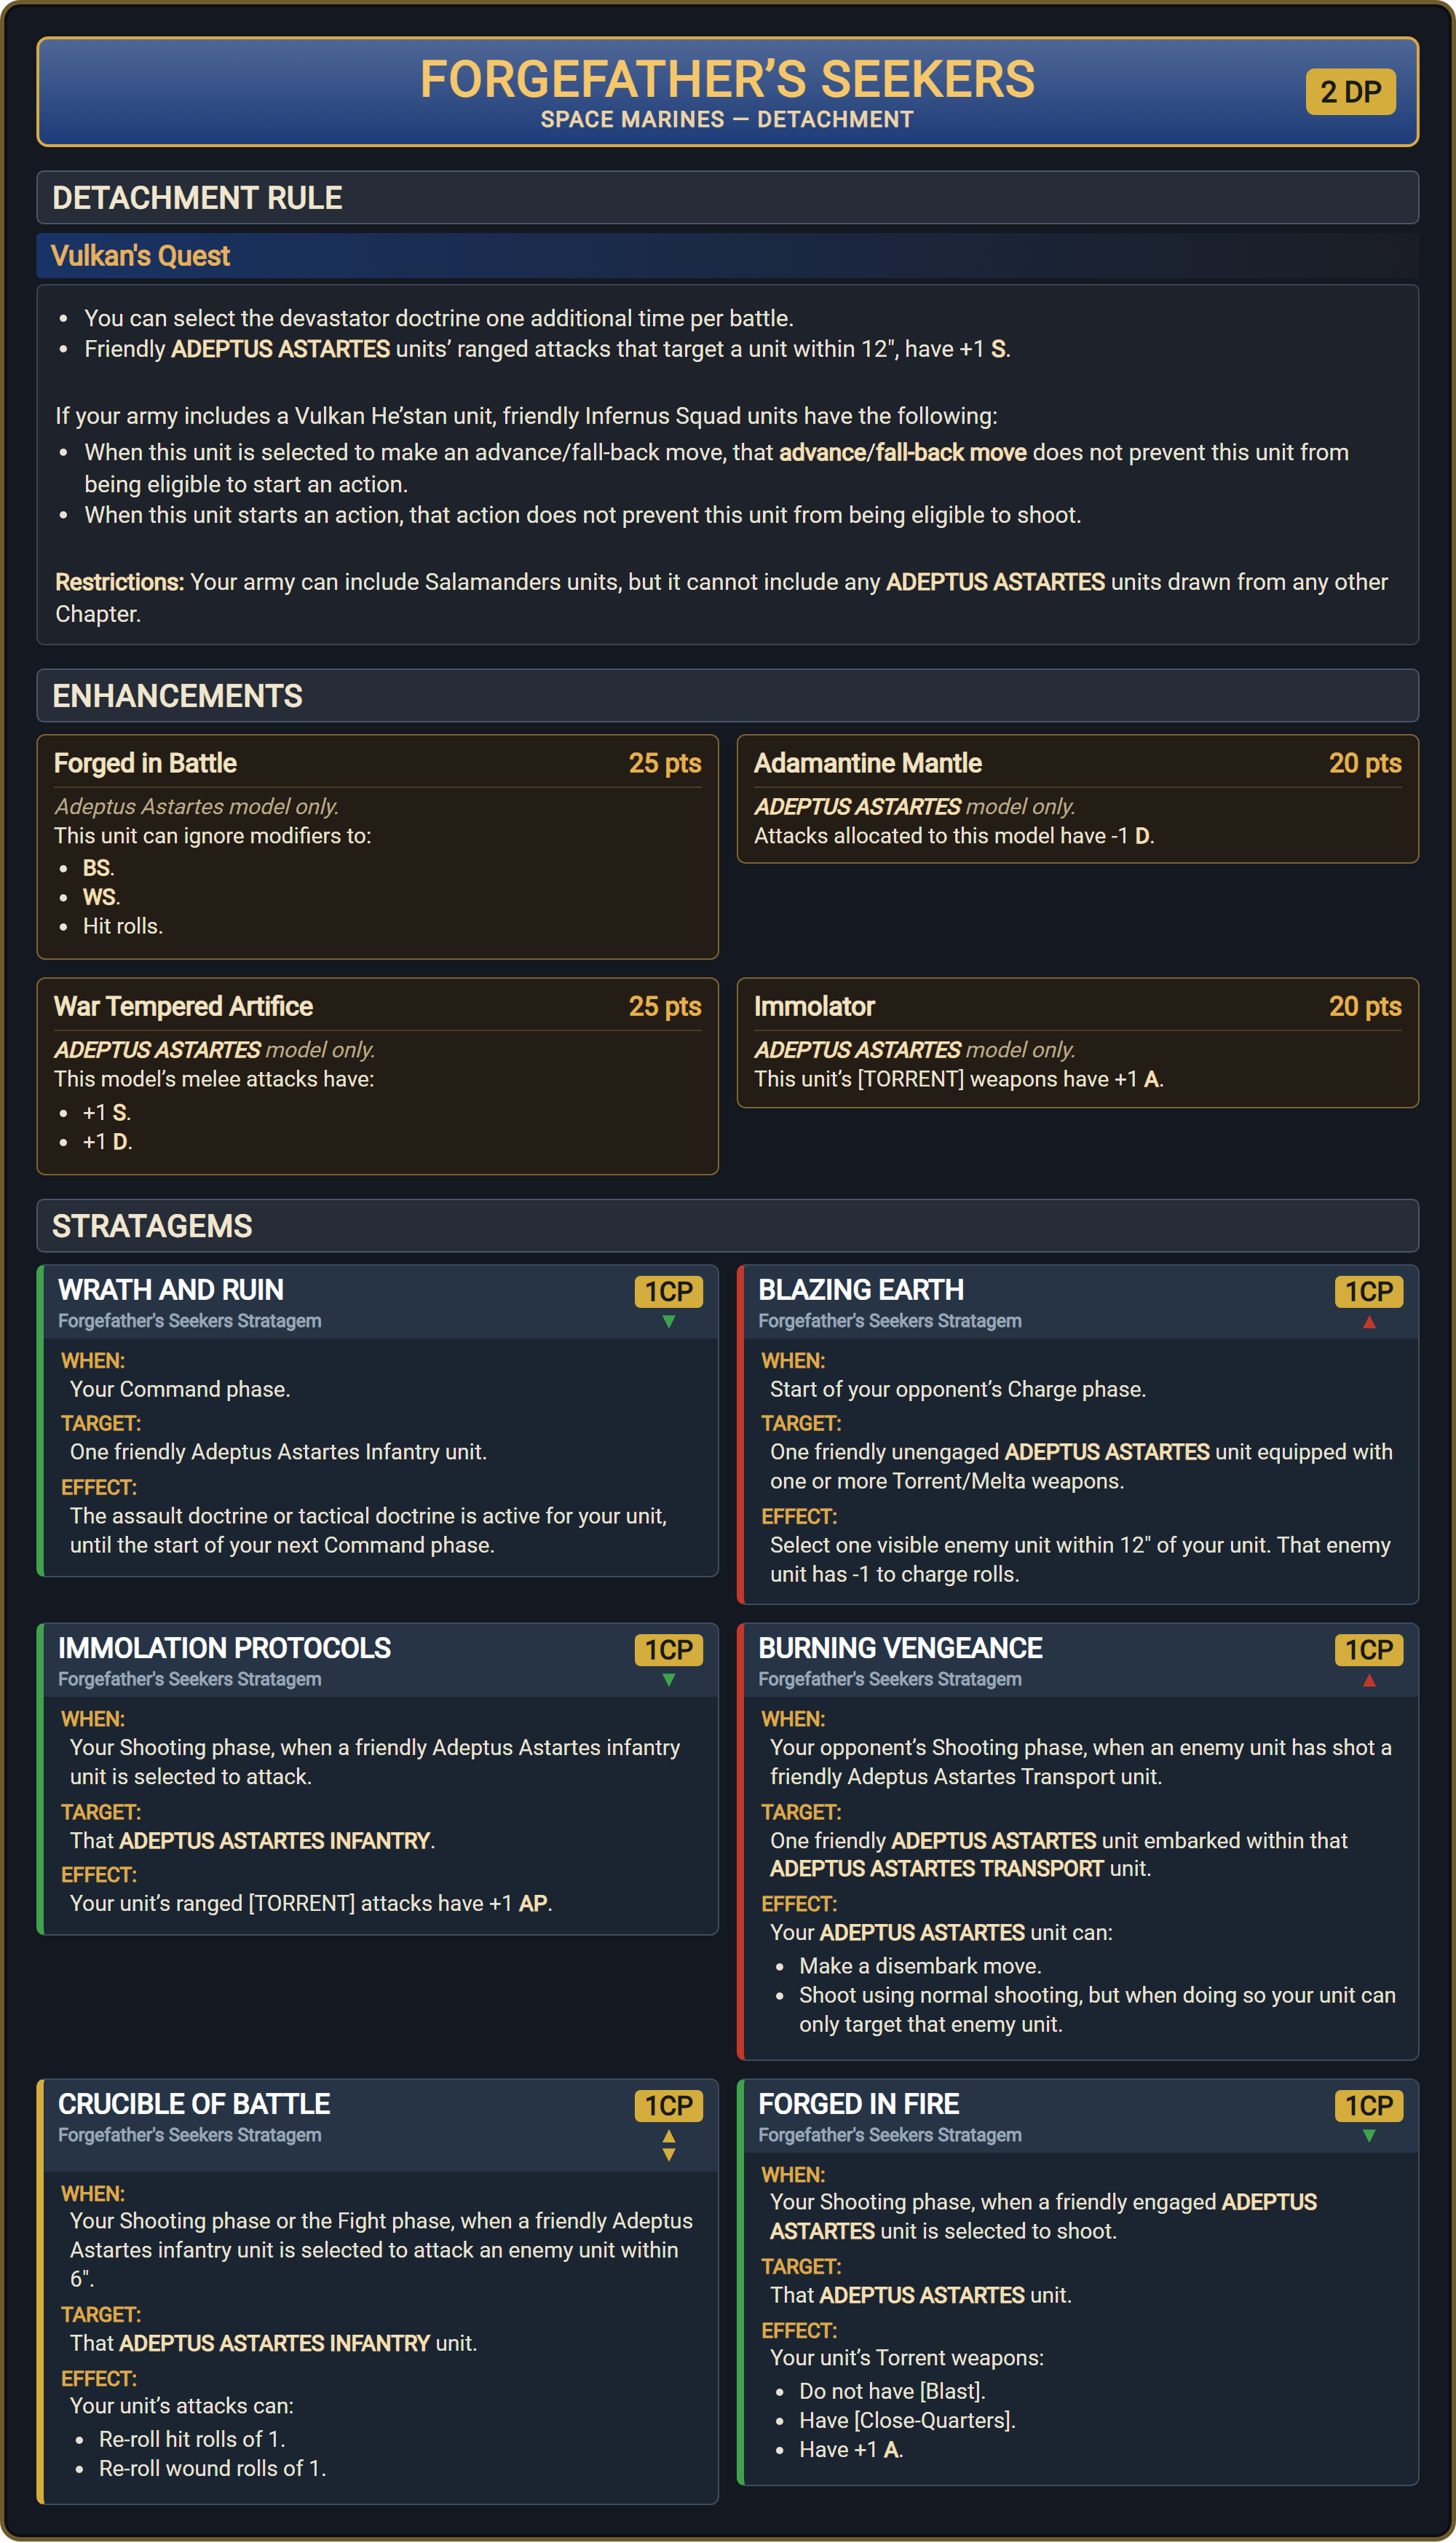 FORGEFATHER’S SEEKERS
SPACE MARINES — DETACHMENT
2 DP
DETACHMENT RULE
Vulkan's Quest
• You can select the devastator doctrine one additional time per battle.
• Friendly ADEPTUS ASTARTES units’ ranged attacks that target a unit within 12", have +1 S.
If your army includes a Vulkan He’stan unit, friendly Infernus Squad units have the following:
• When this unit is selected to make an advance/fall-back move, that advance/fall-back move does not prevent this unit from
being eligible to start an action.
• When this unit starts an action, that action does not prevent this unit from being eligible to shoot.
Restrictions: Your army can include Salamanders units, but it cannot include any ADEPTUS ASTARTES units drawn from any other
Chapter.
ENHANCEMENTS
Forged in Battle 25 pts
Adeptus Astartes model only.
This unit can ignore modifiers to:
• BS.
• WS.
• Hit rolls.
Adamantine Mantle 20 pts
ADEPTUS ASTARTES model only.
Attacks allocated to this model have -1 D.
War Tempered Artifice 25 pts
ADEPTUS ASTARTES model only.
This model’s melee attacks have:
• +1 S.
• +1 D.
Immolator 20 pts
ADEPTUS ASTARTES model only.
This unit’s [TORRENT] weapons have +1 A.
STRATAGEMS
WRATH AND RUIN 1CP
Forgefather's Seekers Stratagem ▼
WHEN:
Your Command phase.
TARGET:
One friendly Adeptus Astartes Infantry unit.
EFFECT:
The assault doctrine or tactical doctrine is active for your unit,
until the start of your next Command phase.
BLAZING EARTH 1CP
Forgefather's Seekers Stratagem ▲
WHEN:
Start of your opponent’s Charge phase.
TARGET:
One friendly unengaged ADEPTUS ASTARTES unit equipped with
one or more Torrent/Melta weapons.
EFFECT:
Select one visible enemy unit within 12" of your unit. That enemy
unit has -1 to charge rolls.
IMMOLATION PROTOCOLS 1CP
Forgefather's Seekers Stratagem ▼
WHEN:
Your Shooting phase, when a friendly Adeptus Astartes infantry
unit is selected to attack.
TARGET:
That ADEPTUS ASTARTES INFANTRY.
EFFECT:
Your unit’s ranged [TORRENT] attacks have +1 AP.
BURNING VENGEANCE 1CP
Forgefather's Seekers Stratagem ▲
WHEN:
Your opponent’s Shooting phase, when an enemy unit has shot a
friendly Adeptus Astartes Transport unit.
TARGET:
One friendly ADEPTUS ASTARTES unit embarked within that
ADEPTUS ASTARTES TRANSPORT unit.
EFFECT:
Your ADEPTUS ASTARTES unit can:
• Make a disembark move.
• Shoot using normal shooting, but when doing so your unit can
only target that enemy unit.
CRUCIBLE OF BATTLE 1CP
Forgefather's Seekers Stratagem ▲
▼
WHEN:
Your Shooting phase or the Fight phase, when a friendly Adeptus
Astartes infantry unit is selected to attack an enemy unit within
6".
TARGET:
That ADEPTUS ASTARTES INFANTRY unit.
EFFECT:
Your unit’s attacks can:
• Re-roll hit rolls of 1.
• Re-roll wound rolls of 1.
FORGED IN FIRE 1CP
Forgefather's Seekers Stratagem ▼
WHEN:
Your Shooting phase, when a friendly engaged ADEPTUS
ASTARTES unit is selected to shoot.
TARGET:
That ADEPTUS ASTARTES unit.
EFFECT:
Your unit’s Torrent weapons:
• Do not have [Blast].
• Have [Close-Quarters].
• Have +1 A.